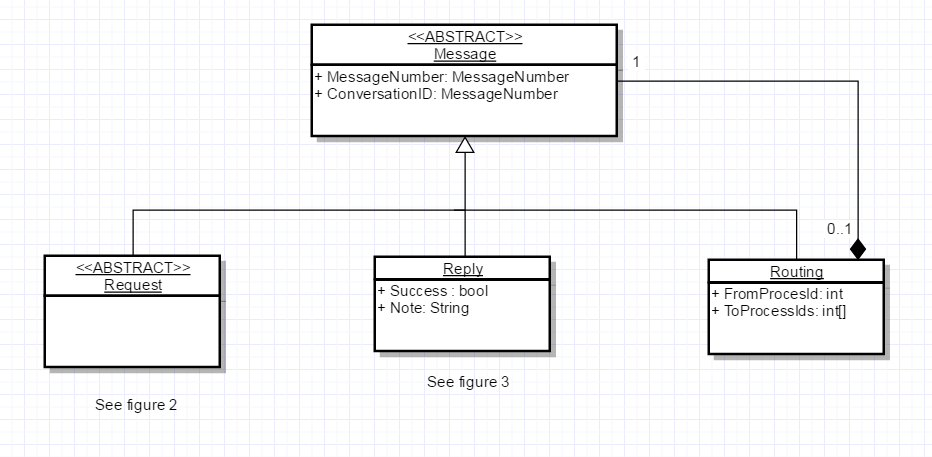 <<ABSTRACT>>
Message
+ MessageNumber: MessageNumber
+ ConversationID: MessageNumber
1
0..1
<<ABSTRACT>>
Request
Reply
+ Success : bool
+ Note: String
Routing
+ FromProcesId: int
+ ToProcessIds: int[]
See figure 2
See figure 3